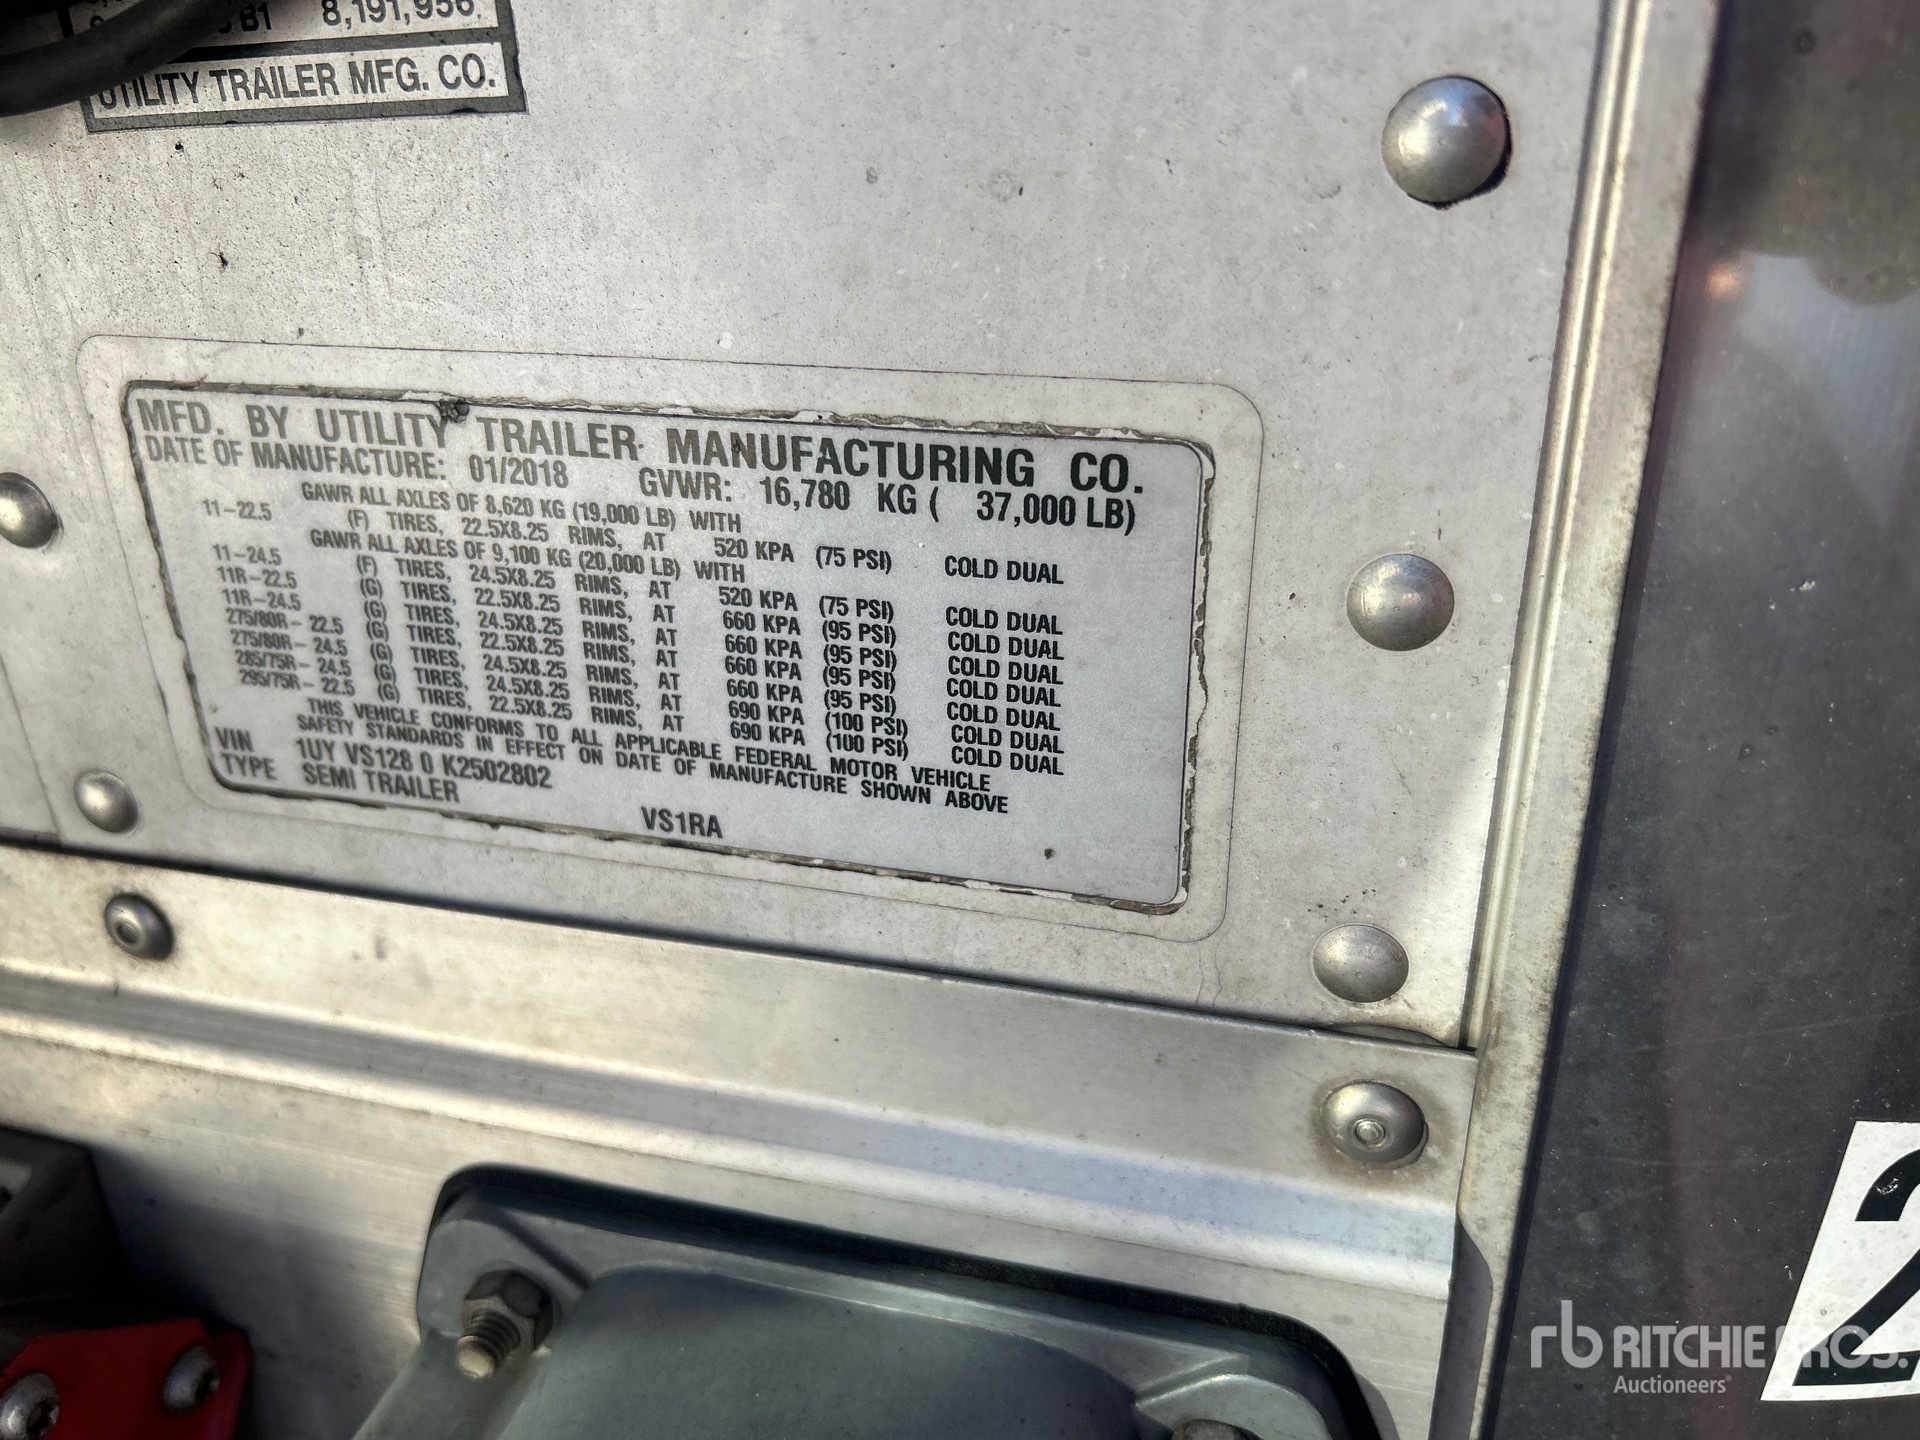 B1 8,191,956
UTILITY TRAILER MFG. CO.
MFD. BY UTILITY TRAILER MANUFACTURING CO.
DATE OF MANUFACTURE: 01/2018 GVWR: 16,780 KG ( 37,000 LB)
GAWR ALL AXLES OF 8,620 KG (19,000 LB) WITH
11-22.5 (F) TIRES, 22.5X8.25 RIMS, AT 520 KPA (75 PSI) COLD DUAL
GAWR ALL AXLES OF 9,100 KG (20,000 LB) WITH
11-24.5 (F) TIRES, 24.5X8.25 RIMS, AT 520 KPA (75 PSI) COLD DUAL
11R-22.5 (G) TIRES, 22.5X8.25 RIMS, AT 660 KPA (95 PSI) COLD DUAL
11R-24.5 (G) TIRES, 24.5X8.25 RIMS, AT 660 KPA (95 PSI) COLD DUAL
275/80R-22.5 (G) TIRES, 22.5X8.25 RIMS, AT 660 KPA (95 PSI) COLD DUAL
275/80R-24.5 (G) TIRES, 24.5X8.25 RIMS, AT 660 KPA (95 PSI) COLD DUAL
285/75R-24.5 (G) TIRES, 24.5X8.25 RIMS, AT 690 KPA (100 PSI) COLD DUAL
295/75R-22.5 (G) TIRES, 22.5X8.25 RIMS, AT 690 KPA (100 PSI) COLD DUAL
THIS VEHICLE CONFORMS TO ALL APPLICABLE FEDERAL MOTOR VEHICLE
SAFETY STANDARDS IN EFFECT ON DATE OF MANUFACTURE SHOWN ABOVE
VIN 1UY VS128 0 K2502802
TYPE SEMI TRAILER
VS1RA
2
rb RITCHIE BROS.
Auctioneers